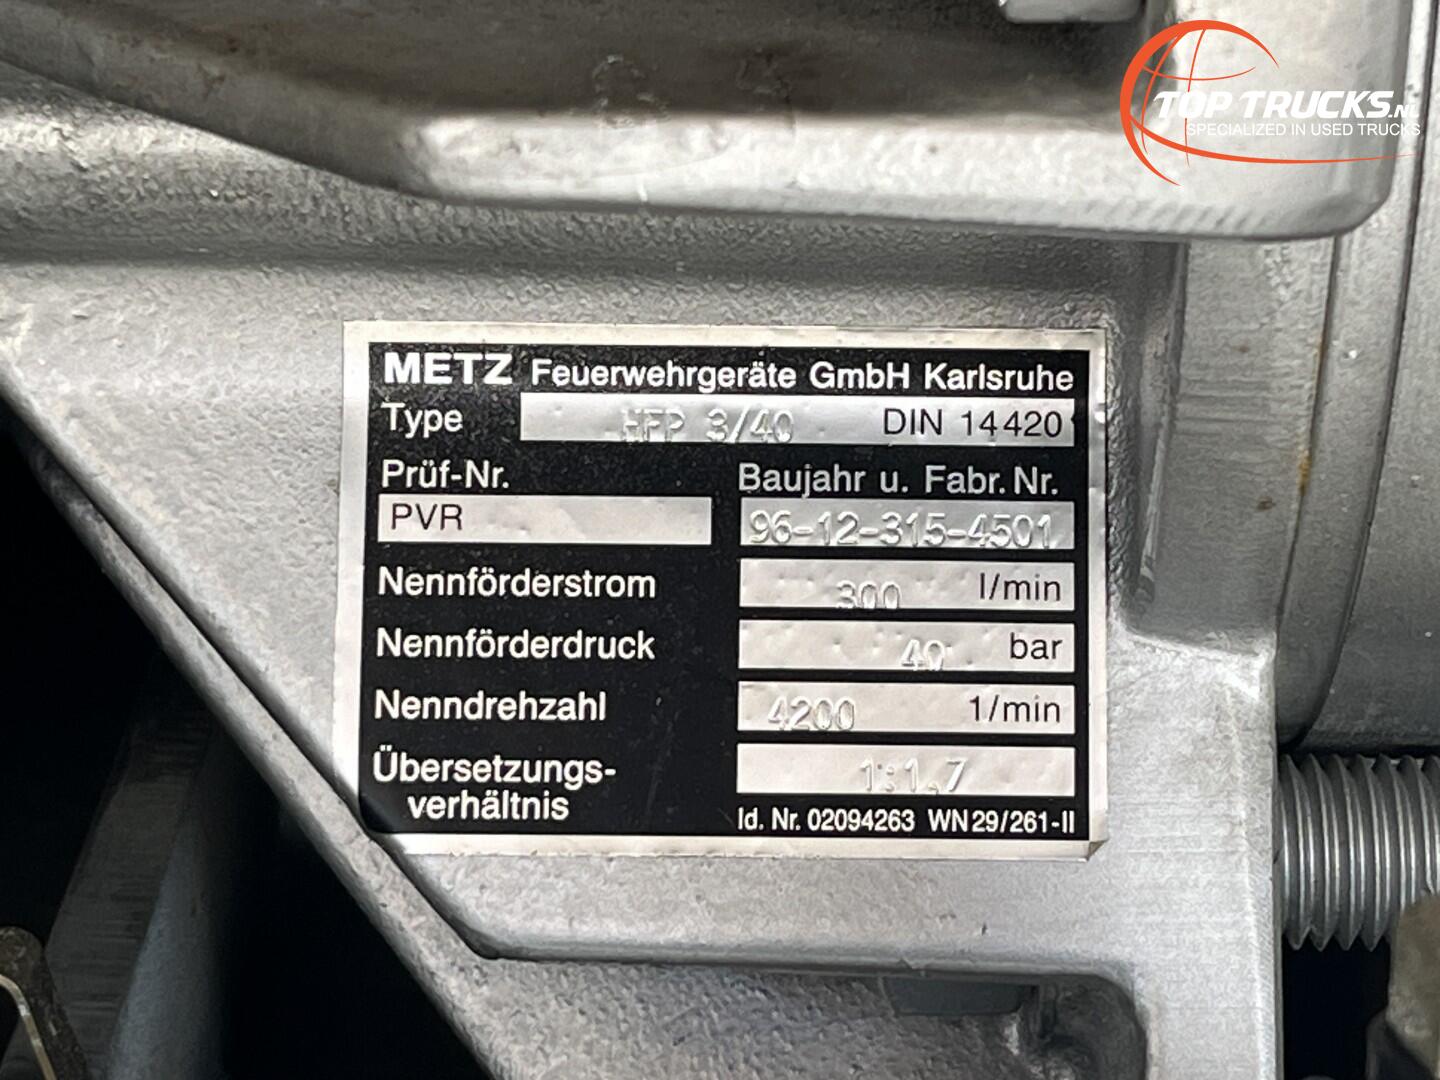 TOP TRUCKS.NL
SPECIALIZED IN USED TRUCKS
METZ Feuerwehrgeräte GmbH Karlsruhe
Type HFP 3/40 DIN 14420
Prüf-Nr. Baujahr u. Fabr. Nr.
PVR 96-12-315-4501
Nennförderstrom 300 l/min
Nennförderdruck 40 bar
Nenndrehzahl 4200 1/min
Übersetzungs- 1:1,7
verhältnis
Id. Nr. 02094263 WN 29/261-II